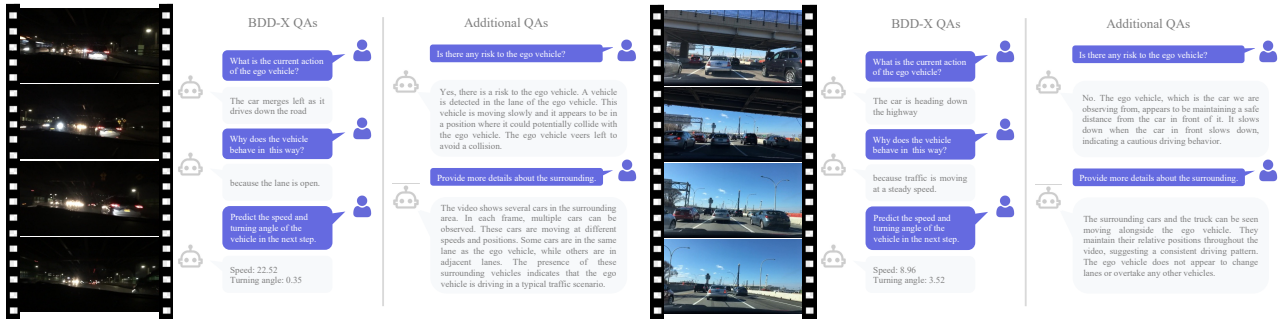 BDD-X QAs
What is the current action
of the ego vehicle?
The car merges left as it
drives down the road
Why does the vehicle
behave in this way?
because the lane is open.
Predict the speed and
turning angle of the
vehicle in the next step.
Speed: 22.52
Turning angle: 0.35
Additional QAs
Is there any risk to the ego vehicle?
Yes, there is a risk to the ego vehicle. A vehicle
is detected in the lane of the ego vehicle. This
vehicle is moving slowly and it appears to be in
a position where it could potentially collide with
the ego vehicle. The ego vehicle veers left to
avoid a collision.
Provide more details about the surrounding.
The video shows several cars in the surrounding
area. In each frame, multiple cars can be
observed. These cars are moving at different
speeds and positions. Some cars are in the same
lane as the ego vehicle, while others are in
adjacent lanes. The presence of these
surrounding vehicles indicates that the ego
vehicle is driving in a typical traffic scenario.
BDD-X QAs
What is the current action
of the ego vehicle?
The car is heading down
the highway
Why does the vehicle
behave in this way?
because traffic is moving
at a steady speed.
Predict the speed and
turning angle of the
vehicle in the next step.
Speed: 8.96
Turning angle: 3.52
Additional QAs
Is there any risk to the ego vehicle?
No. The ego vehicle, which is the car we are
observing from, appears to be maintaining a safe
distance from the car in front of it. It slows
down when the car in front slows down,
indicating a cautious driving behavior.
Provide more details about the surrounding.
The surrounding cars and the truck can be seen
moving alongside the ego vehicle. They
maintain their relative positions throughout the
video, suggesting a consistent driving pattern.
The ego vehicle does not appear to change
lanes or overtake any other vehicles.